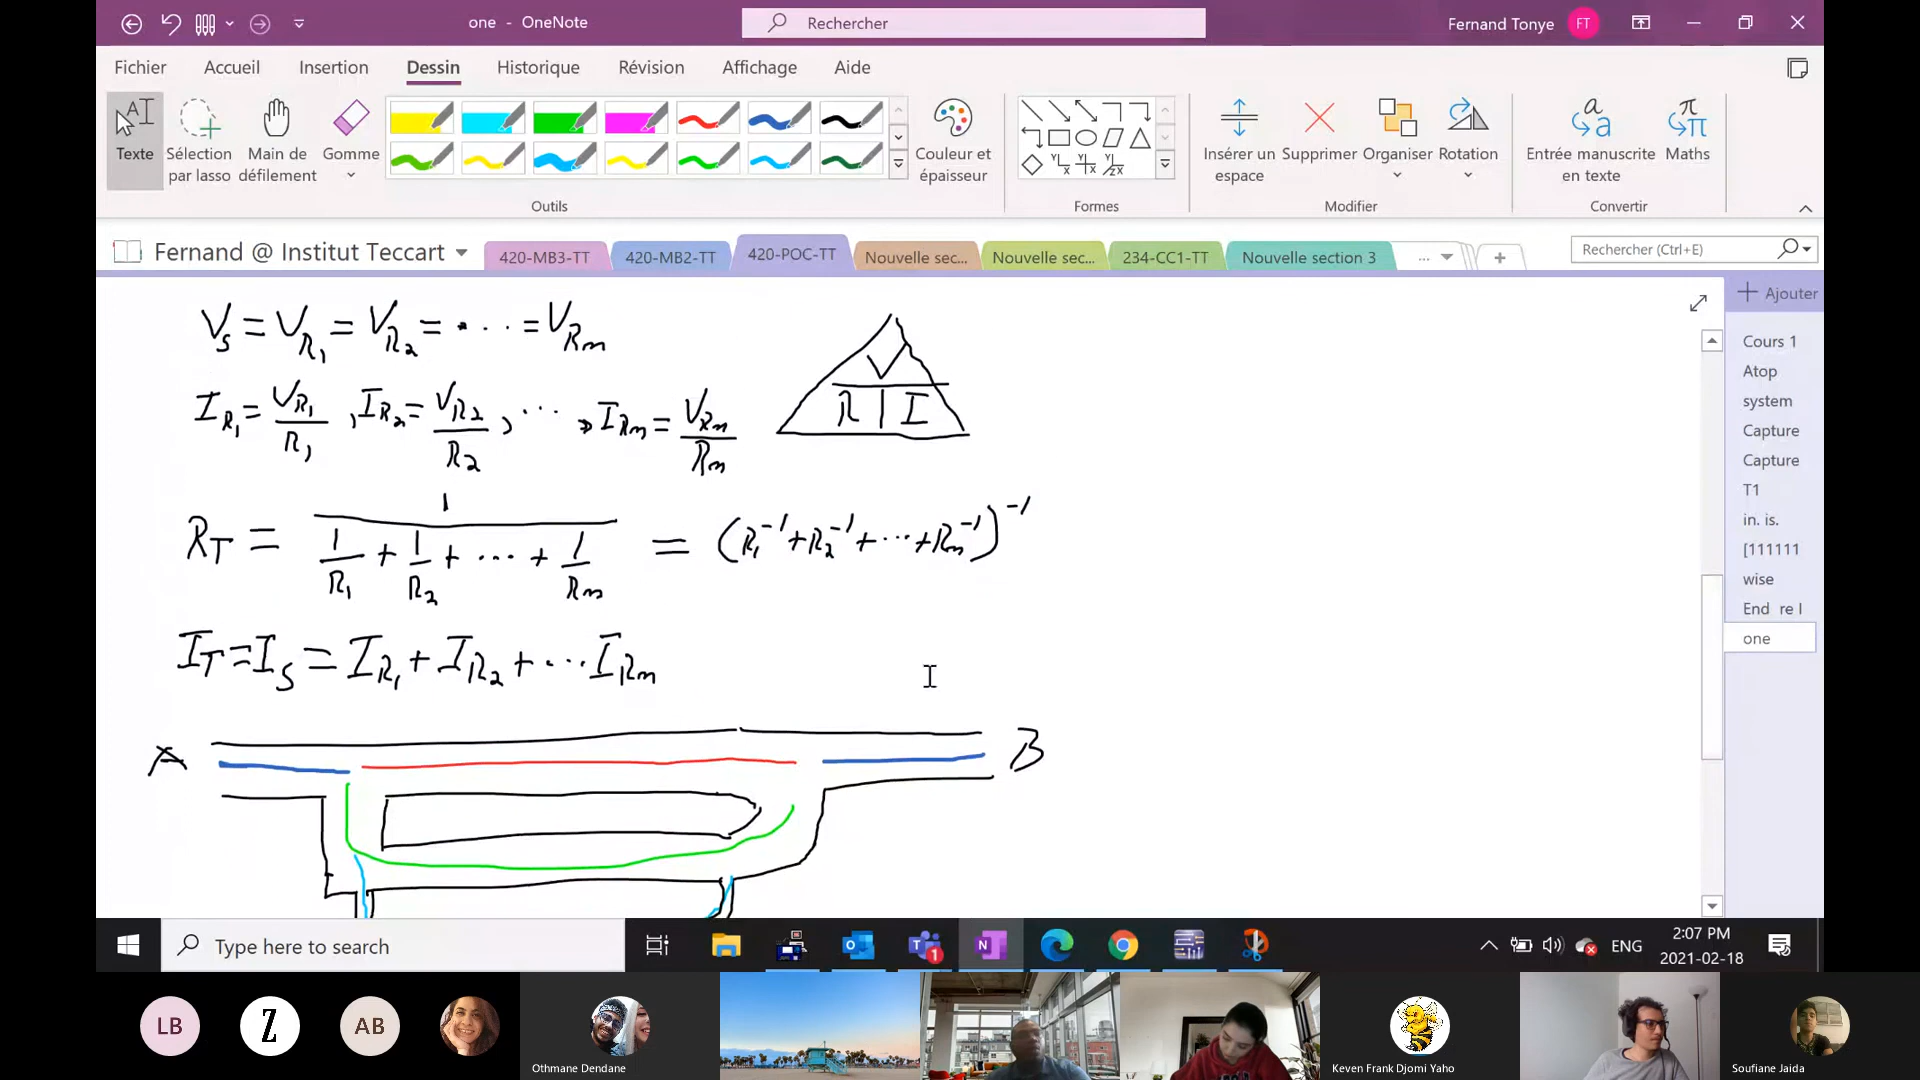 one - OneNote
Rechercher
Fernand Tonye
FT
Fichier Accueil Insertion Dessin Historique Révision Affichage Aide
Texte
Sélection par lasso
Main de défilement
Gomme
Couleur et épaisseur
Insérer un espace
Supprimer
Organiser
Rotation
Entrée manuscrite en texte
Maths
Outils
Formes
Modifier
Convertir
Fernand @ Institut Teccart
420-MB3-TT
420-MB2-TT
420-POC-TT
Nouvelle sec...
Nouvelle sec...
234-CC1-TT
Nouvelle section 3
...
Rechercher (Ctrl+E)
Ajouter
Cours 1
Atop
system
Capture
Capture
T1
in. is.
[111111
wise
End re l
one
V_S = V_R1 = V_R2 = ... = V_Rm
I_R1 = V_R1 / R1, I_R2 = V_R2 / R2, ..., I_Rm = V_Rm / Rm
V
R | I
R_T = 1 / (1/R1 + 1/R2 + ... + 1/Rm) = (R1^-1 + R2^-1 + ... + Rm^-1)^-1
I_T = I_S = I_R1 + I_R2 + ... I_Rm
A
B
Type here to search
1
ENG
2:07 PM
2021-02-18
LB
Z
AB
Othmane Dendane
Keven Frank Djomi Yaho
Soufiane Jaida